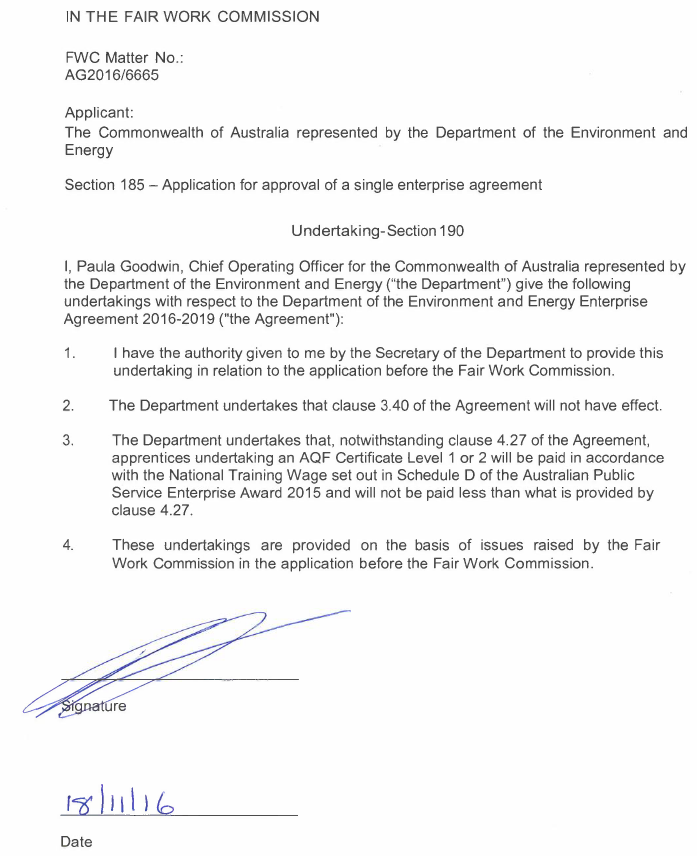 IN THE FAIR WORK COMMISSION
FWC Matter No.:
AG2016/6665
Applicant:
The Commonwealth of Australia represented by the Department of the Environment and
Energy
Section 185 – Application for approval of a single enterprise agreement
Undertaking-Section 190
I, Paula Goodwin, Chief Operating Officer for the Commonwealth of Australia represented by
the Department of the Environment and Energy (“the Department”) give the following
undertakings with respect to the Department of the Environment and Energy Enterprise
Agreement 2016-2019 ("the Agreement"):
1. I have the authority given to me by the Secretary of the Department to provide this
undertaking in relation to the application before the Fair Work Commission.
2. The Department undertakes that clause 3.40 of the Agreement will not have effect.
3. The Department undertakes that, notwithstanding clause 4.27 of the Agreement,
apprentices undertaking an AQF Certificate Level 1 or 2 will be paid in accordance
with the National Training Wage set out in Schedule D of the Australian Public
Service Enterprise Award 2015 and will not be paid less than what is provided by
clause 4.27.
4. These undertakings are provided on the basis of issues raised by the Fair
Work Commission in the application before the Fair Work Commission.
Signature
18/11/16
Date